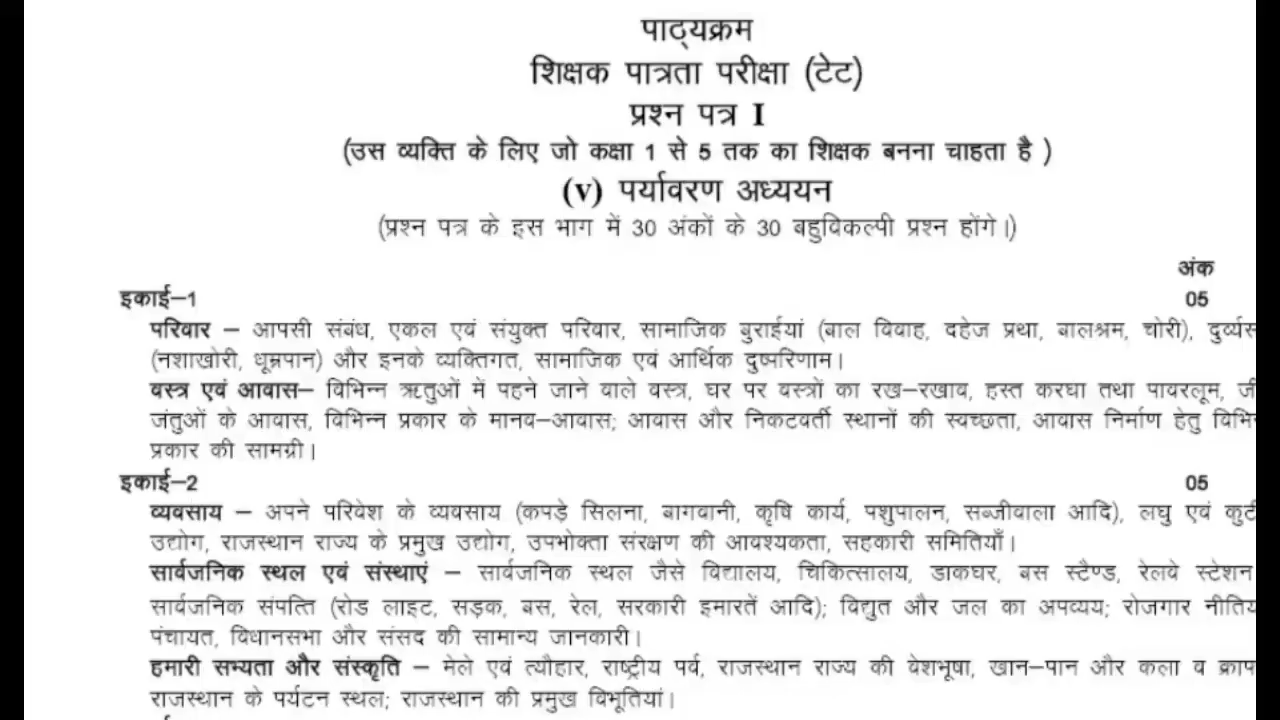 पाठ्यक्रम
शिक्षक पात्रता परीक्षा (टेट)
प्रश्न पत्र I
(उस व्यक्ति के लिए जो कक्षा 1 से 5 तक का शिक्षक बनना चाहता है )
(v) पर्यावरण अध्ययन
(प्रश्न पत्र के इस भाग में 30 अंकों के 30 बहुविकल्पी प्रश्न होंगे।)
अंक
इकाई–1 05
परिवार – आपसी संबंध, एकल एवं संयुक्त परिवार, सामाजिक बुराईयां (बाल विवाह, दहेज प्रथा, बालश्रम, चोरी),
(नशाखोरी, धूम्रपान) और इनके व्यक्तिगत, सामाजिक एवं आर्थिक दुष्परिणाम।
वस्त्र एवं आवास– विभिन्न ऋतुओं में पहने जाने वाले वस्त्र, घर पर वस्त्रों का रख–रखाव, हस्त करघा तथा पावरलूम,
जंतुओं के आवास, विभिन्न प्रकार के मानव–आवास; आवास और निकटवर्ती स्थानों की स्वच्छता, आवास निर्माण हेतु
प्रकार की सामग्री।
इकाई–2 05
व्यवसाय – अपने परिवेश के व्यवसाय (कपड़े सिलना, बागवानी, कृषि कार्य, पशुपालन, सब्जीवाला आदि), लघु एवं
उद्योग, राजस्थान राज्य के प्रमुख उद्योग, उपभोक्ता संरक्षण की आवश्यकता, सहकारी समितियाँ।
सार्वजनिक स्थल एवं संस्थाएं – सार्वजनिक स्थल जैसे विद्यालय, चिकित्सालय, डाकघर, बस स्टैण्ड, रेलवे स्टेशन
सार्वजनिक संपत्ति (रोड लाइट, सड़क, बस, रेल, सरकारी इमारतें आदि); विद्युत और जल का अपव्यय; रोजगार
पंचायत, विधानसभा और संसद की सामान्य जानकारी।
हमारी सभ्यता और संस्कृति – मेले एवं त्यौहार, राष्ट्रीय पर्व, राजस्थान राज्य की वेशभूषा, खान–पान और कला व
राजस्थान के पर्यटन स्थल; राजस्थान की प्रमुख विभूतियां।